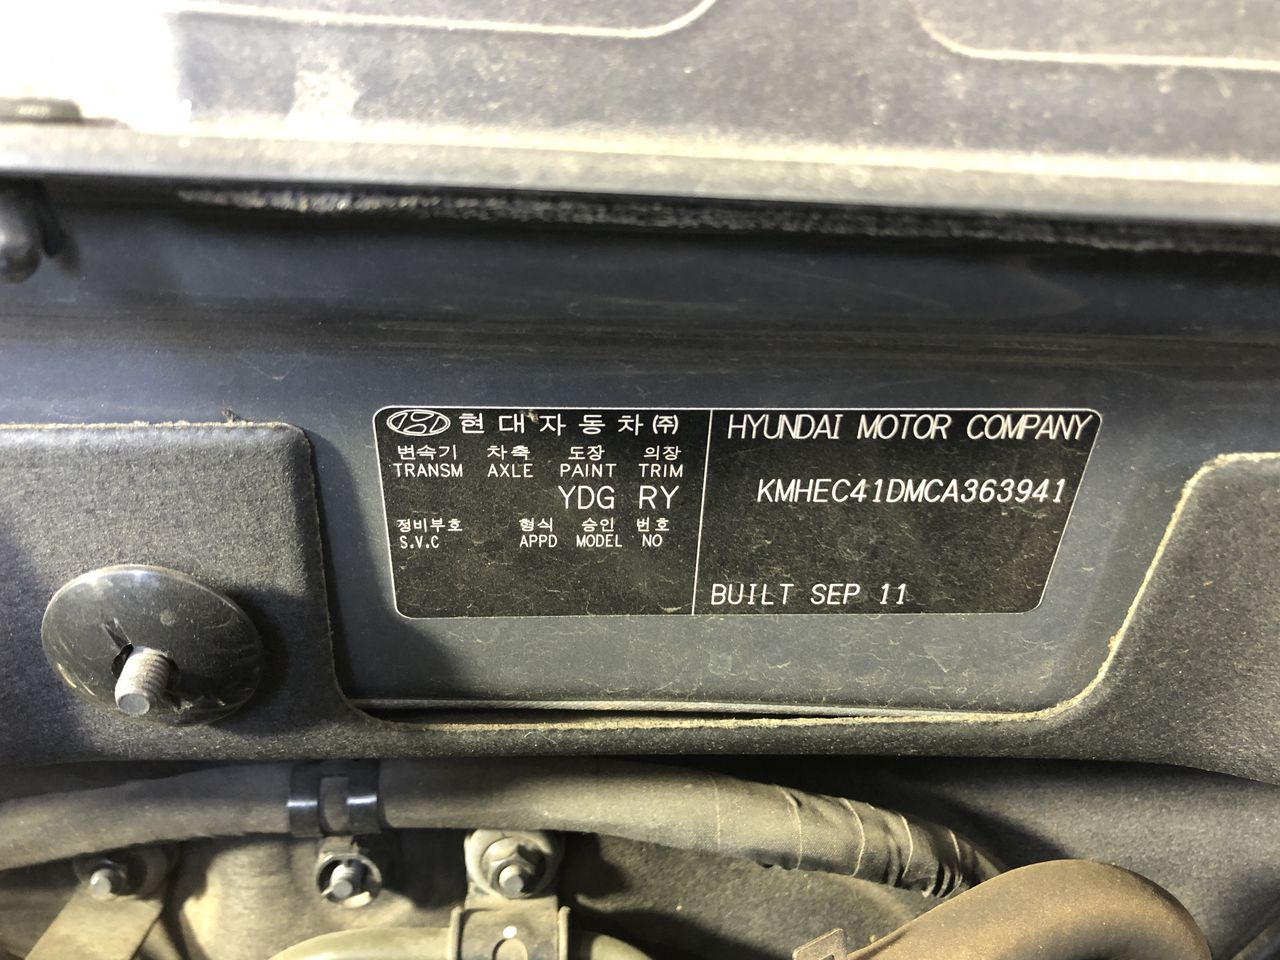 현대자동차(주)
변속기 차축 도장 의장
TRANSM AXLE PAINT TRIM
YDG RY
정비부호 형식 승인 번호
S.V.C APPD MODEL NO
HYUNDAI MOTOR COMPANY
KMHEC41DMCA363941
BUILT SEP 11